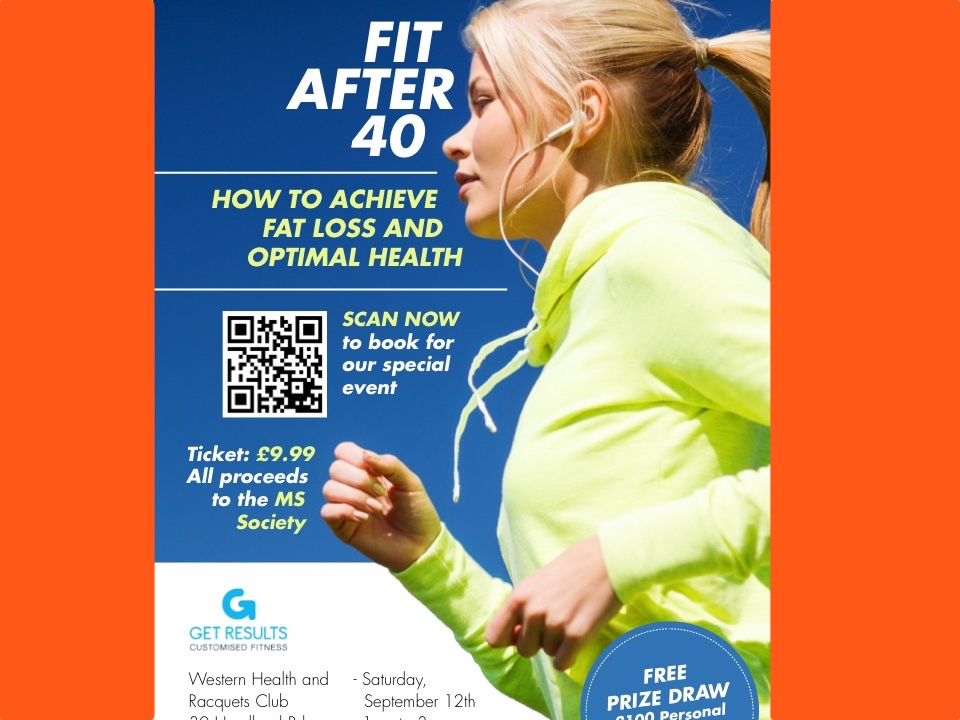 FIT
AFTER
40
HOW TO ACHIEVE
FAT LOSS AND
OPTIMAL HEALTH
SCAN NOW
to book for
our special
event
Ticket: £9.99
All proceeds
to the MS
Society
GET RESULTS
CUSTOMISED FITNESS
Western Health and
Racquets Club
- Saturday,
September 12th
FREE
PRIZE DRAW
Personal